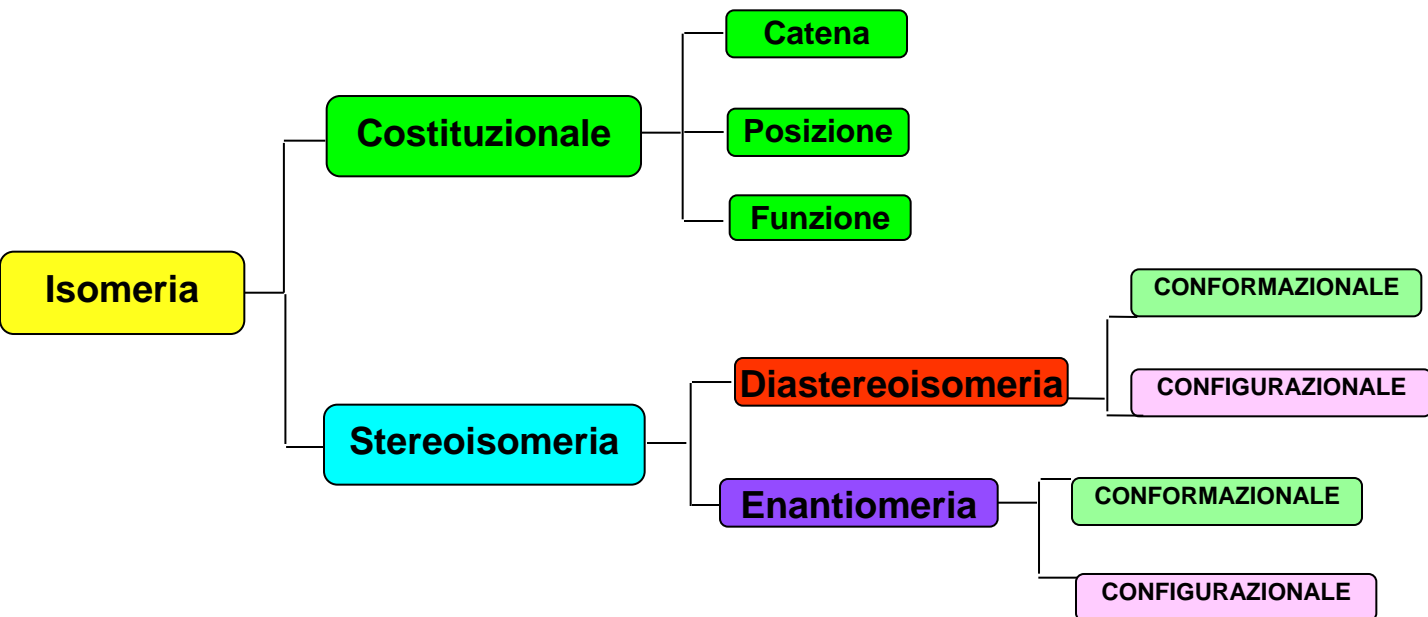 Catena
Costituzionale
Posizione
Funzione
Isomeria
CONFORMAZIONALE
Diastereoisomeria
CONFIGURAZIONALE
Stereoisomeria
Enantiomeria
CONFORMAZIONALE
CONFIGURAZIONALE